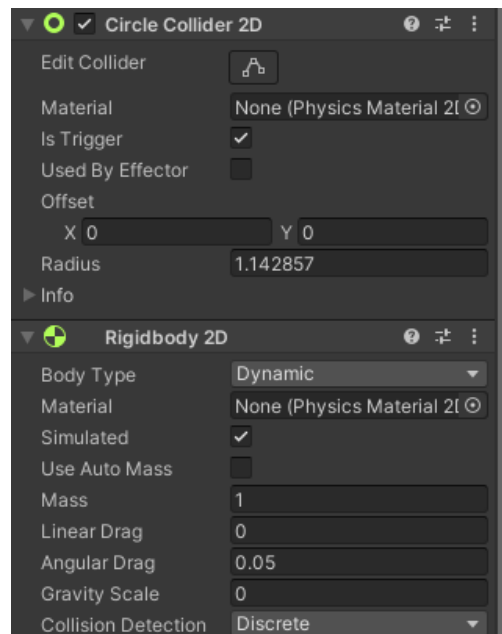 Circle Collider 2D
Edit Collider
Material None (Physics Material 2D
Is Trigger
Used By Effector
Offset
X 0 Y 0
Radius 1.142857
Info
Rigidbody 2D
Body Type Dynamic
Material None (Physics Material 2D
Simulated
Use Auto Mass
Mass 1
Linear Drag 0
Angular Drag 0.05
Gravity Scale 0
Collision Detection Discrete